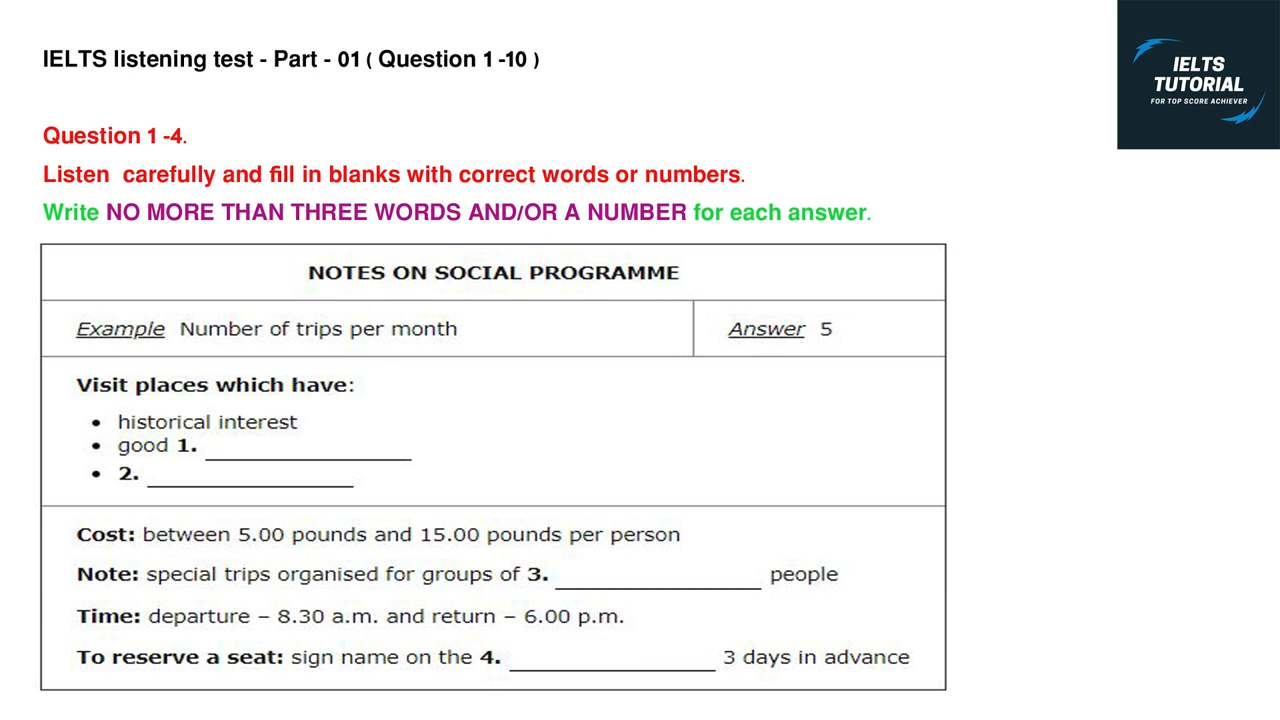 IELTS listening test - Part - 01 ( Question 1 -10 )
IELTS
TUTORIAL
FOR TOP SCORE ACHIEVER
Question 1 -4.
Listen  carefully and fill in blanks with correct words or numbers.
Write NO MORE THAN THREE WORDS AND/OR A NUMBER for each answer.
NOTES ON SOCIAL PROGRAMME
Example Number of trips per month Answer 5
Visit places which have:
• historical interest
• good 1. ____________________
• 2. ____________________
Cost: between 5.00 pounds and 15.00 pounds per person
Note: special trips organised for groups of 3. ____________________ people
Time: departure – 8.30 a.m. and return – 6.00 p.m.
To reserve a seat: sign name on the 4. ____________________ 3 days in advance